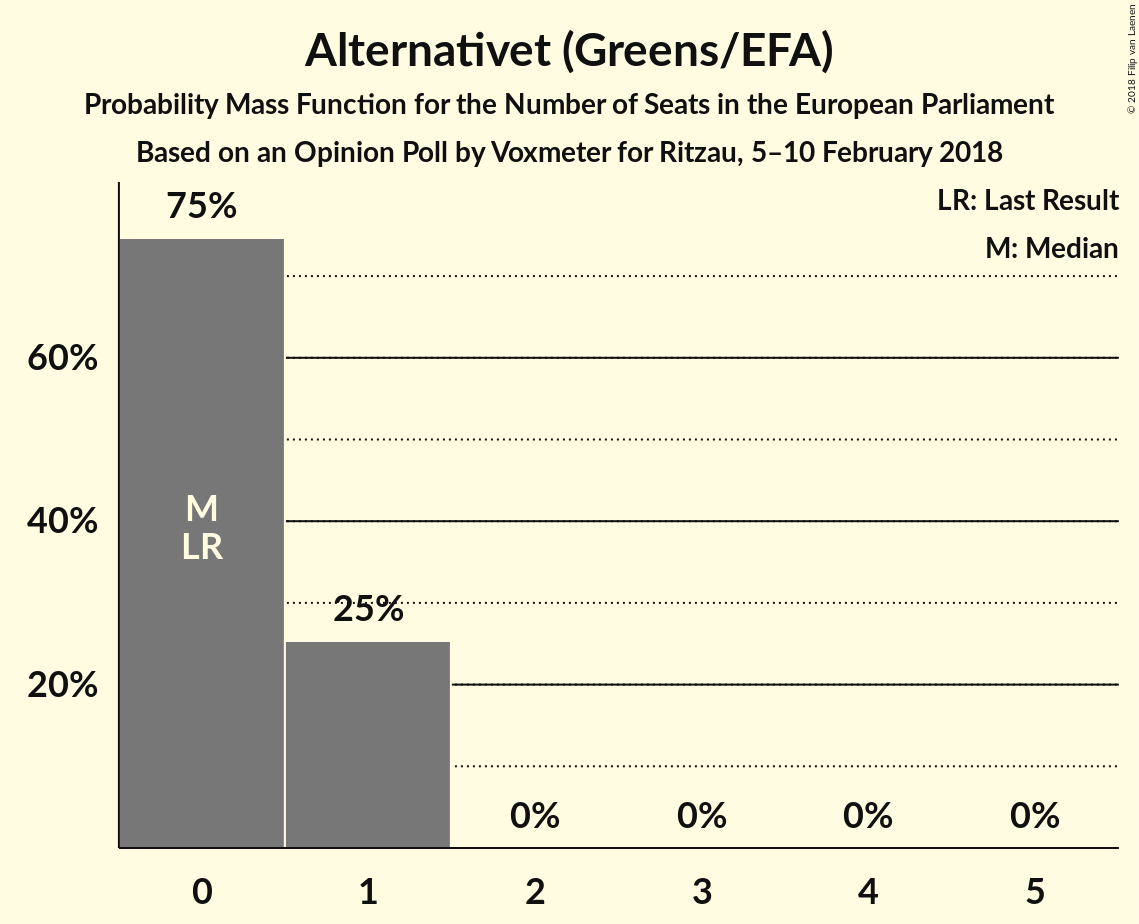 Alternativet (Greens/EFA)
Probability Mass Function for the Number of Seats in the European Parliament
Based on an Opinion Poll by Voxmeter for Ritzau, 5–10 February 2018
© 2018 Filip van Laenen
LR: Last Result
M: Median
75%
60%
M
40%
LR
25%
20%
0% 0% 0% 0%
0 1 2 3 4 5